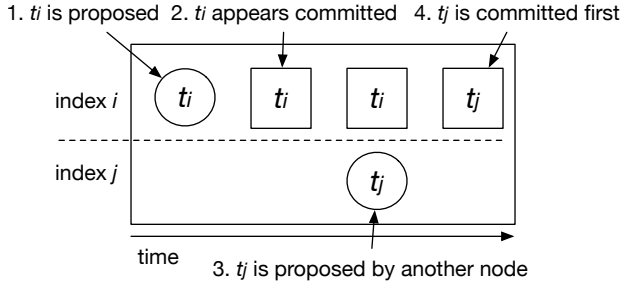 1. ti is proposed 2. ti appears committed 4. tj is committed first
index i ti ti ti tj
index j tj
time
3. tj is proposed by another node